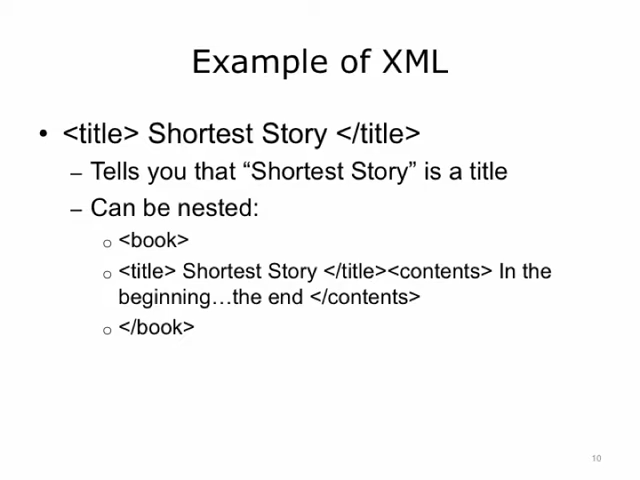 Example of XML
• <title> Shortest Story </title>
– Tells you that “Shortest Story” is a title
– Can be nested:
o <book>
o <title> Shortest Story </title><contents> In the
beginning…the end </contents>
o </book>
10